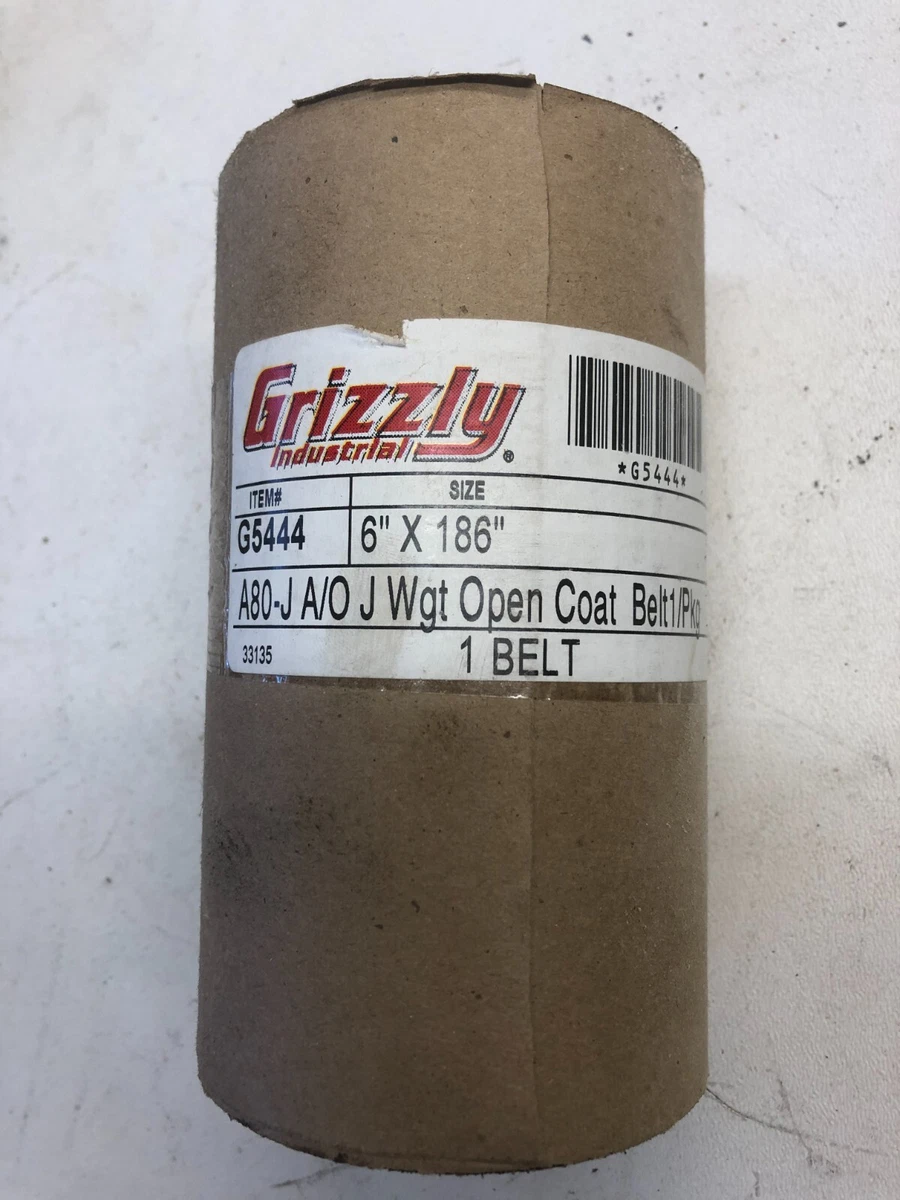 Grizzly
Industrial ®
*G5444*
ITEM# SIZE
G5444 6" X 186"
A80-J A/O J Wgt Open Coat Belt1/Pkg
33135 1 BELT